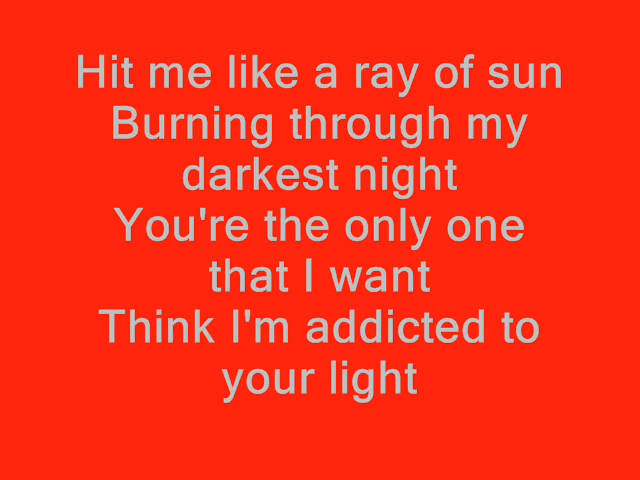 Hit me like a ray of sun
Burning through my
darkest night
You're the only one
that I want
Think I'm addicted to
your light